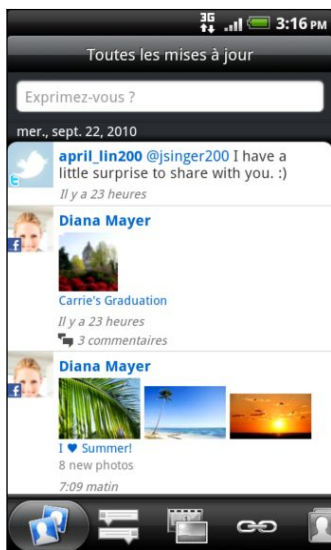 3G 3:16 PM
Toutes les mises à jour
Exprimez-vous ?
mer., sept. 22, 2010
april_lin200 @jsinger200 I have a
little surprise to share with you. :)
Il y a 23 heures
Diana Mayer
Carrie's Graduation
Il y a 23 heures
3 commentaires
Diana Mayer
I ♥ Summer!
8 new photos
7:09 matin